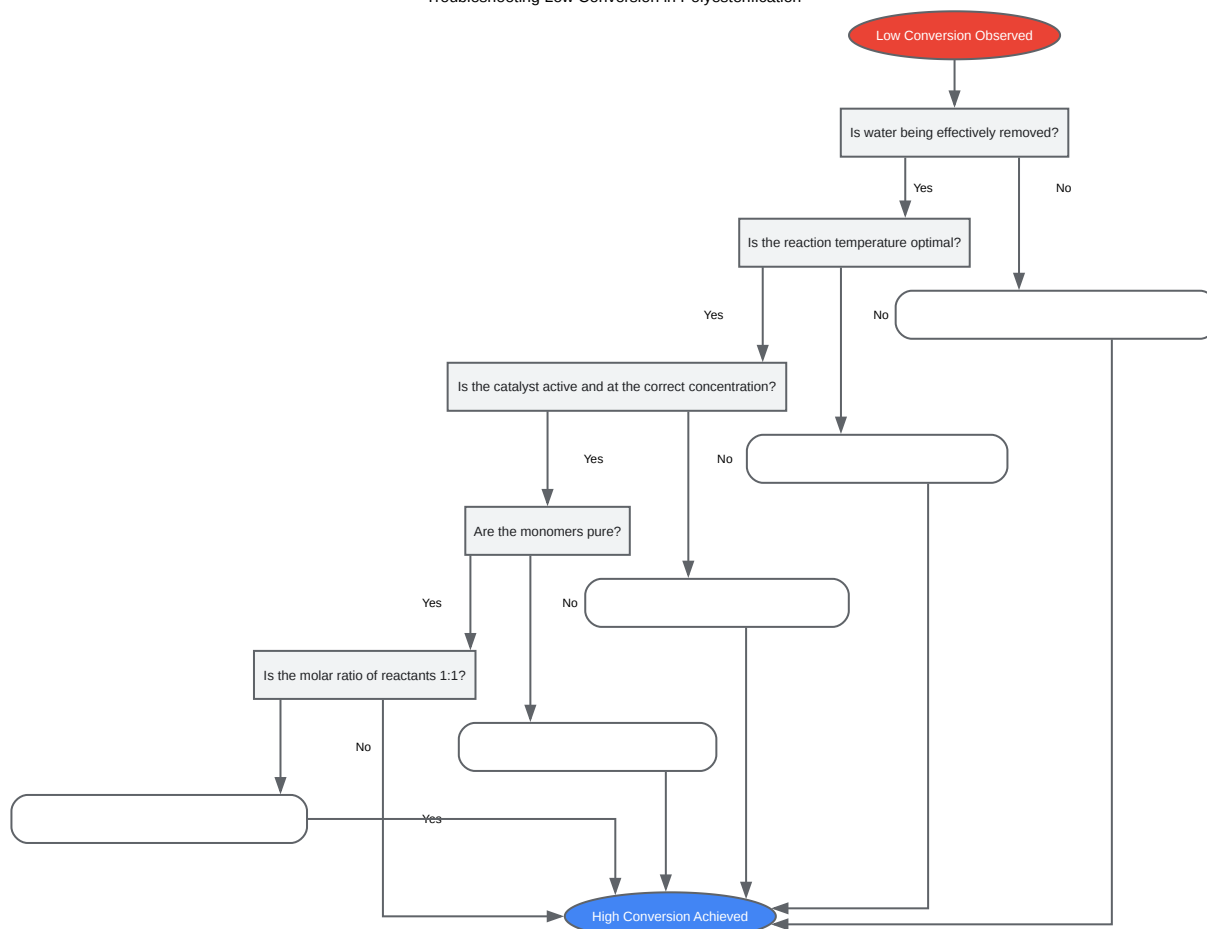 Troubleshooting Low Conversion in Polyesterification
Low Conversion Observed
Is water being effectively removed?
Yes
No
Is the reaction temperature optimal?
Yes
No
Is the catalyst active and at the correct concentration?
Yes
No
Are the monomers pure?
Yes
No
Is the molar ratio of reactants 1:1?
No
Yes
High Conversion Achieved